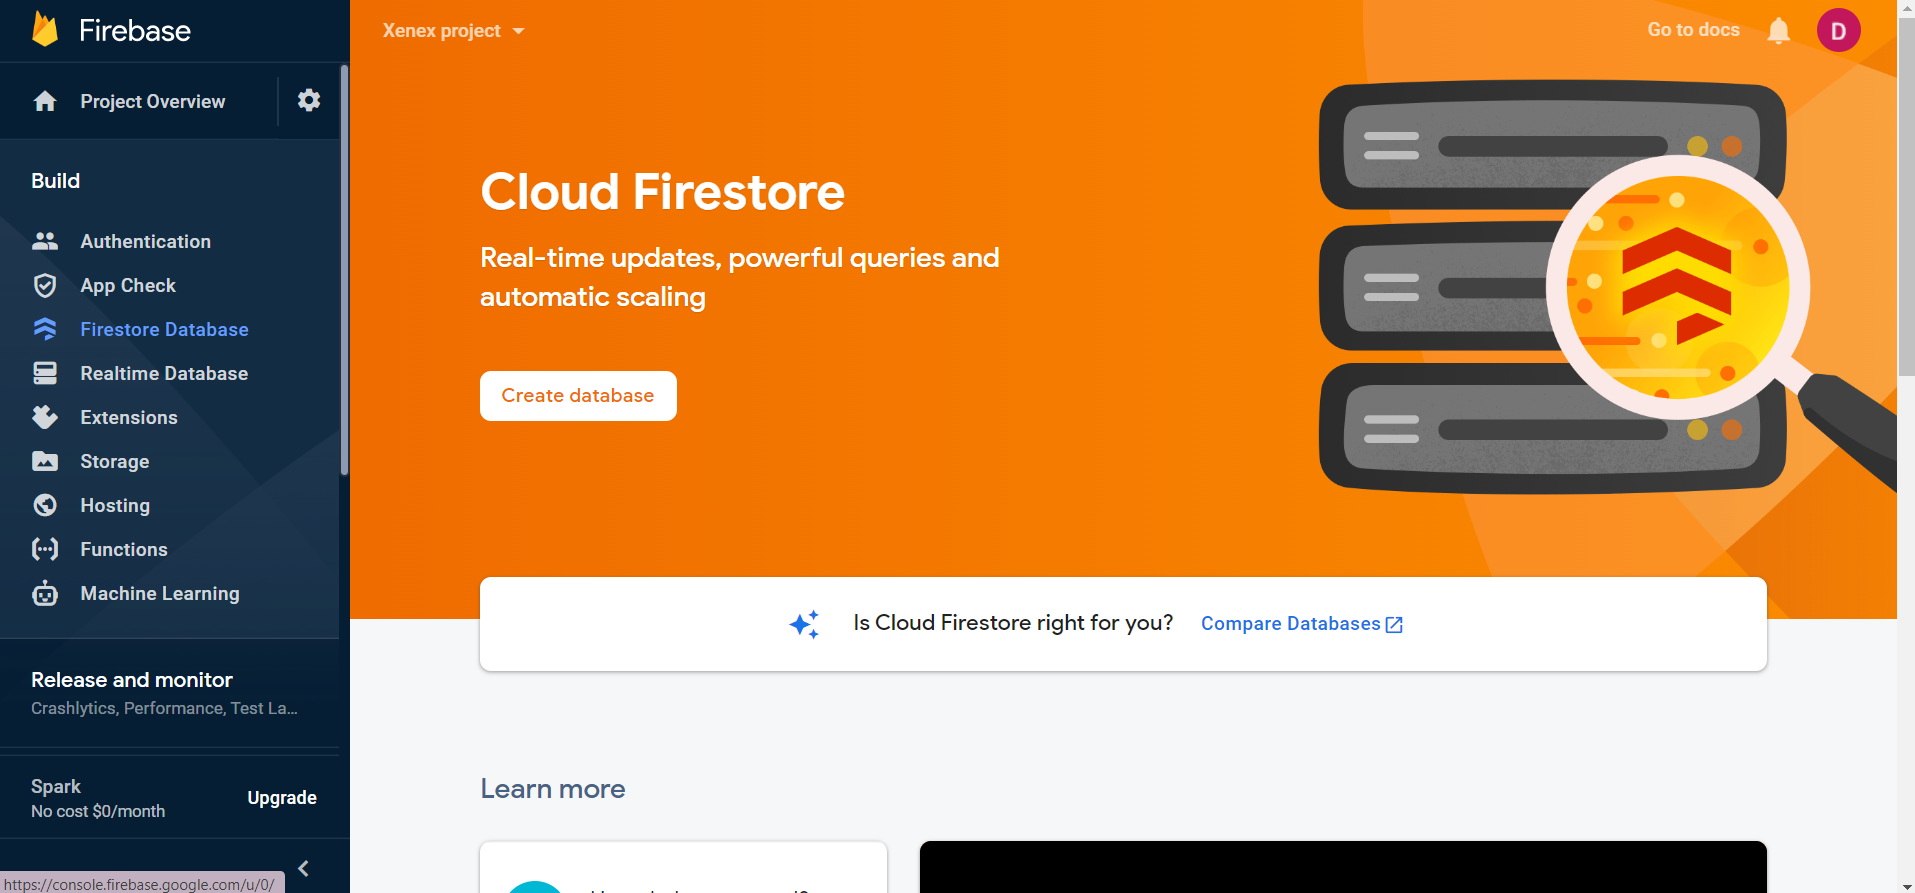 Firebase
Project Overview
Build
Authentication
App Check
Firestore Database
Realtime Database
Extensions
Storage
Hosting
Functions
Machine Learning
Release and monitor
Crashlytics, Performance, Test La...
Spark
No cost $0/month
Upgrade
https://console.firebase.google.com/u/0/
Xenex project
Go to docs
D
Cloud Firestore
Real-time updates, powerful queries and
automatic scaling
Create database
Is Cloud Firestore right for you? Compare Databases
Learn more